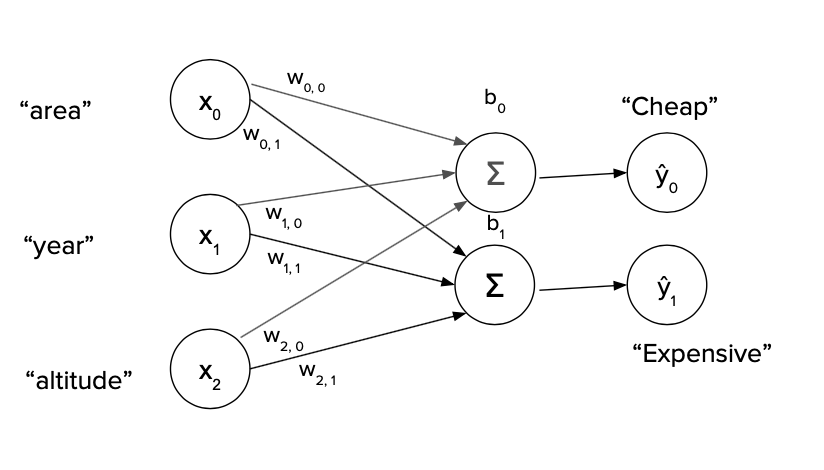 “area”
x0
w0, 0
w0, 1
b0
Σ
“Cheap”
ŷ0
“year”
x1
w1, 0
w1, 1
b1
Σ
ŷ1
“Expensive”
“altitude”
x2
w2, 0
w2, 1